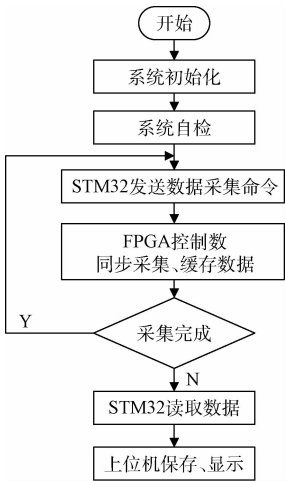 开始
系统初始化
系统自检
STM32发送数据采集命令
FPGA控制数
同步采集、缓存数据
Y
采集完成
N
STM32读取数据
上位机保存、显示